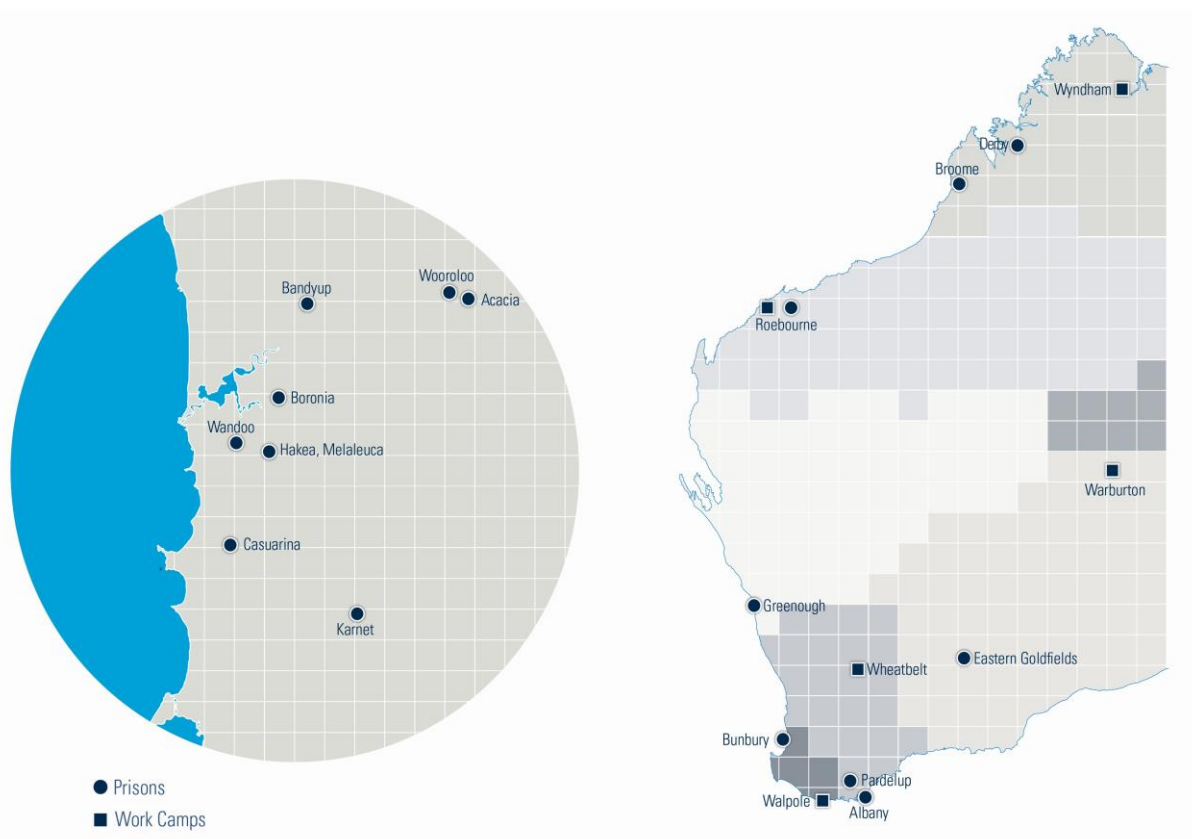 Wooroloo
Bandyup
Acacia
Boronia
Wandoo
Hakea, Melaleuca
Casuarina
Karnet
Prisons
Work Camps
Wyndham
Derby
Broome
Roebourne
Warburton
Greenough
Eastern Goldfields
Wheatbelt
Bunbury
Pardelup
Walpole
Albany